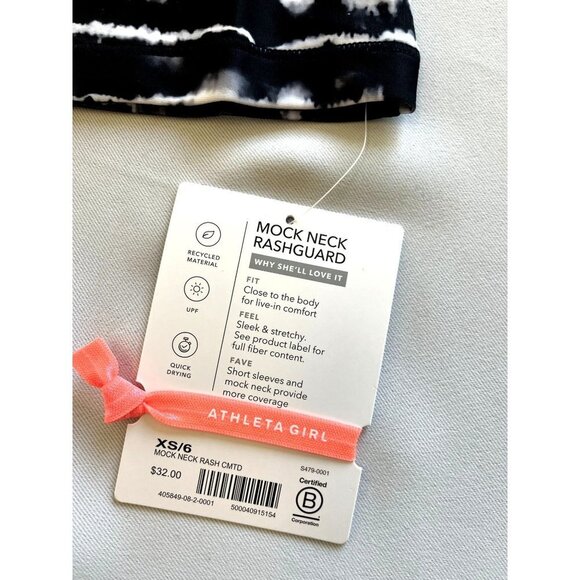 RECYCLED
MATERIAL
UPF
QUICK
DRYING
MOCK NECK
RASHGUARD
WHY SHE'LL LOVE IT
FIT
Close to the body
for live-in comfort
FEEL
Sleek & stretchy.
See product label for
full fiber content.
FAVE
Short sleeves and
mock neck provide
more coverage
ATHLETA GIRL
XS/6
MOCK NECK RASH CMTD
$32.00
S479-0001
405849-08-2-0001
500040915154
Certified
B
Corporation